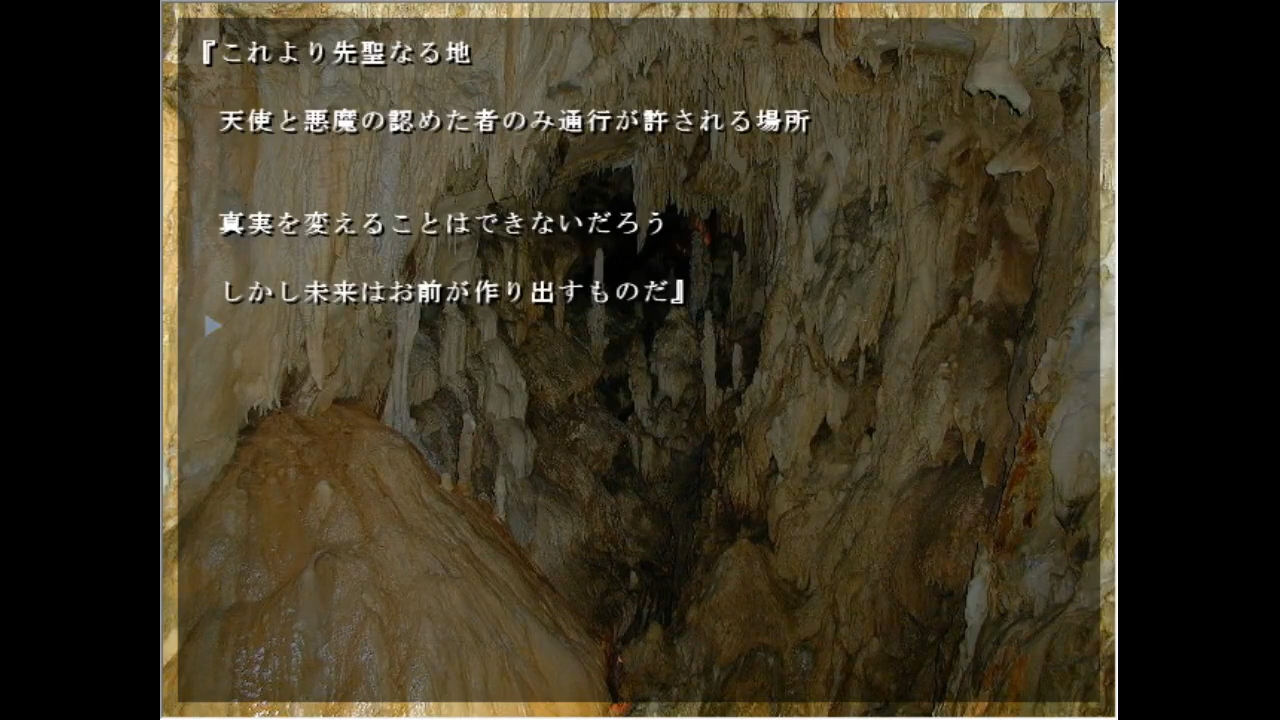 『これより先聖なる地
天使と悪魔の認めた者のみ通行が許される場所
真実を変えることはできないだろう
しかし未来はお前が作り出すものだ』